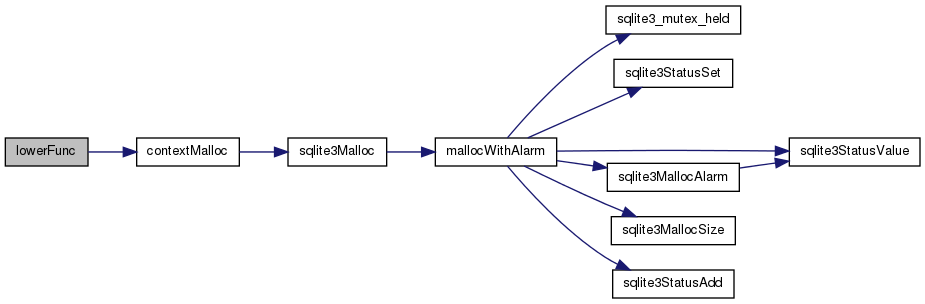 lowerFunc
contextMalloc
sqlite3Malloc
mallocWithAlarm
sqlite3_mutex_held
sqlite3StatusSet
sqlite3StatusValue
sqlite3MallocAlarm
sqlite3MallocSize
sqlite3StatusAdd